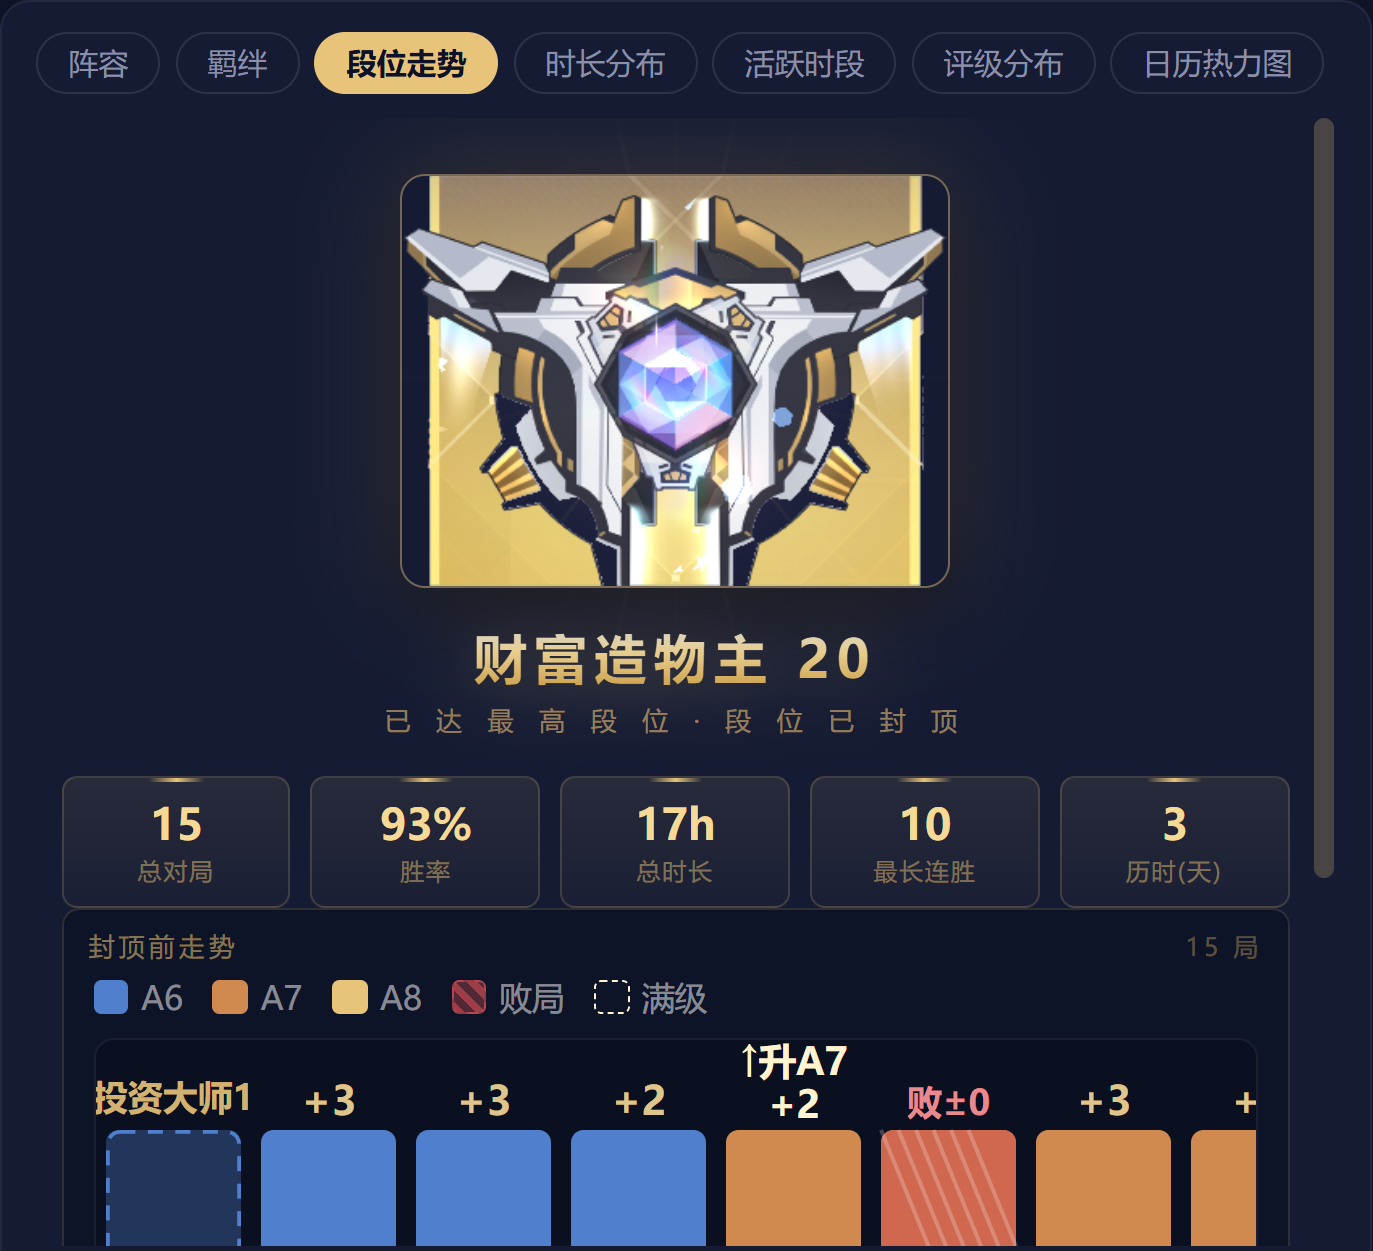 阵容 羁绊 段位走势 时长分布 活跃时段 评级分布 日历热力图
财富造物主 20
已达最高段位·段位已封顶
15 93% 17h 10 3
总对局 胜率 总时长 最长连胜 历时(天)
封顶前走势 15 局
A6 A7 A8 败局 满级
↑升A7
投资大师1 +3 +3 +2 +2 败±0 +3 +